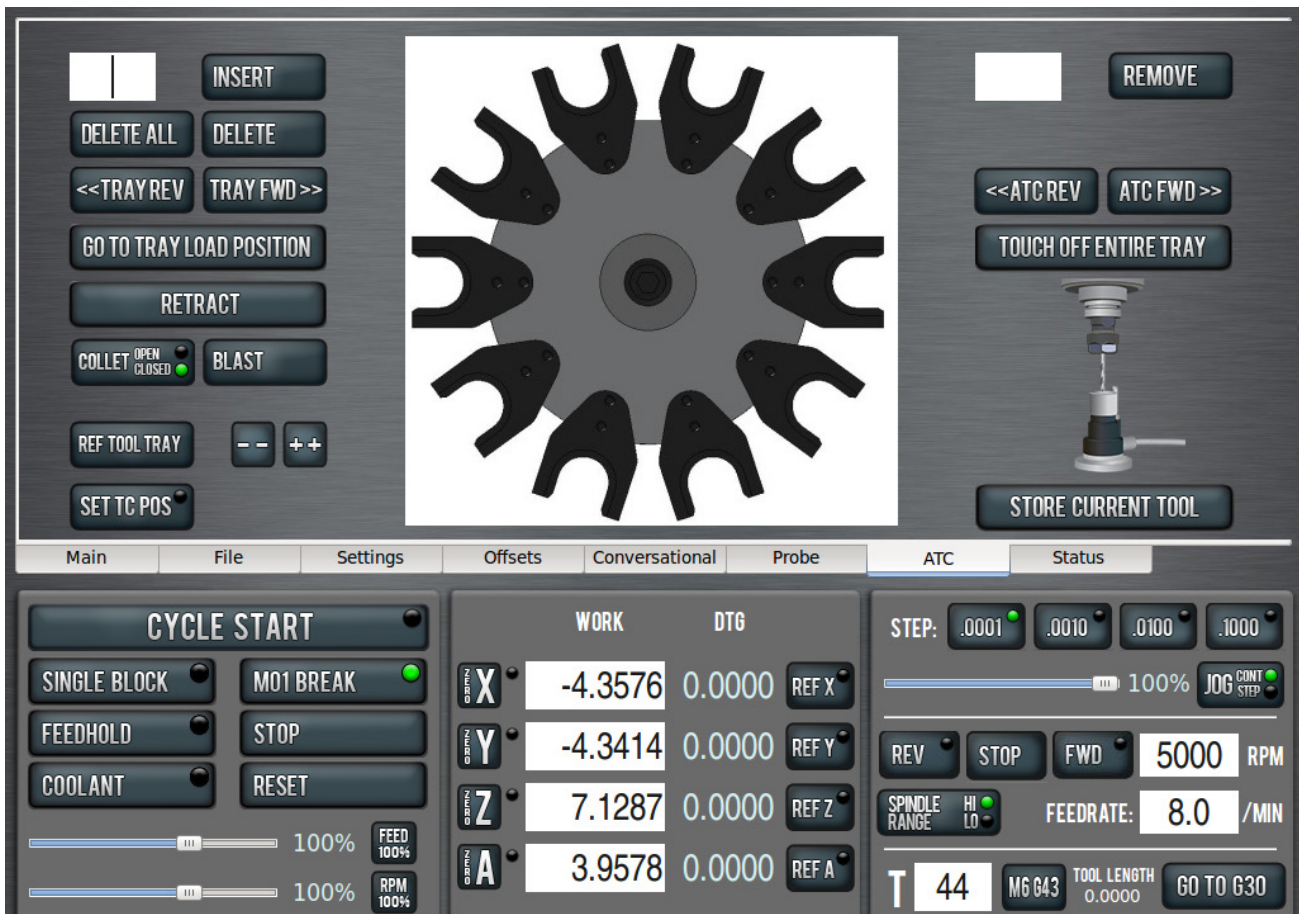 INSERT
REMOVE
DELETE ALL DELETE
<<TRAY REV TRAY FWD>>
<<ATC REV ATC FWD>>
GO TO TRAY LOAD POSITION
TOUCH OFF ENTIRE TRAY
RETRACT
COLLET OPEN CLOSED BLAST
REF TOOL TRAY -- ++
SET TC POS
STORE CURRENT TOOL
Main File Settings Offsets Conversational Probe ATC Status
CYCLE START
SINGLE BLOCK M01 BREAK
FEEDHOLD STOP
COOLANT RESET
100% FEED 100%
100% RPM 100%
WORK DTG
ZERO X -4.3576 0.0000 REF X
ZERO Y -4.3414 0.0000 REF Y
ZERO Z 7.1287 0.0000 REF Z
ZERO A 3.9578 0.0000 REF A
STEP: .0001 .0010 .0100 .1000
100% JOG CONT STEP
REV STOP FWD 5000 RPM
SPINDLE RANGE HI LO FEEDRATE: 8.0 /MIN
T 44 M6 G43 TOOL LENGTH 0.0000 GO TO G30